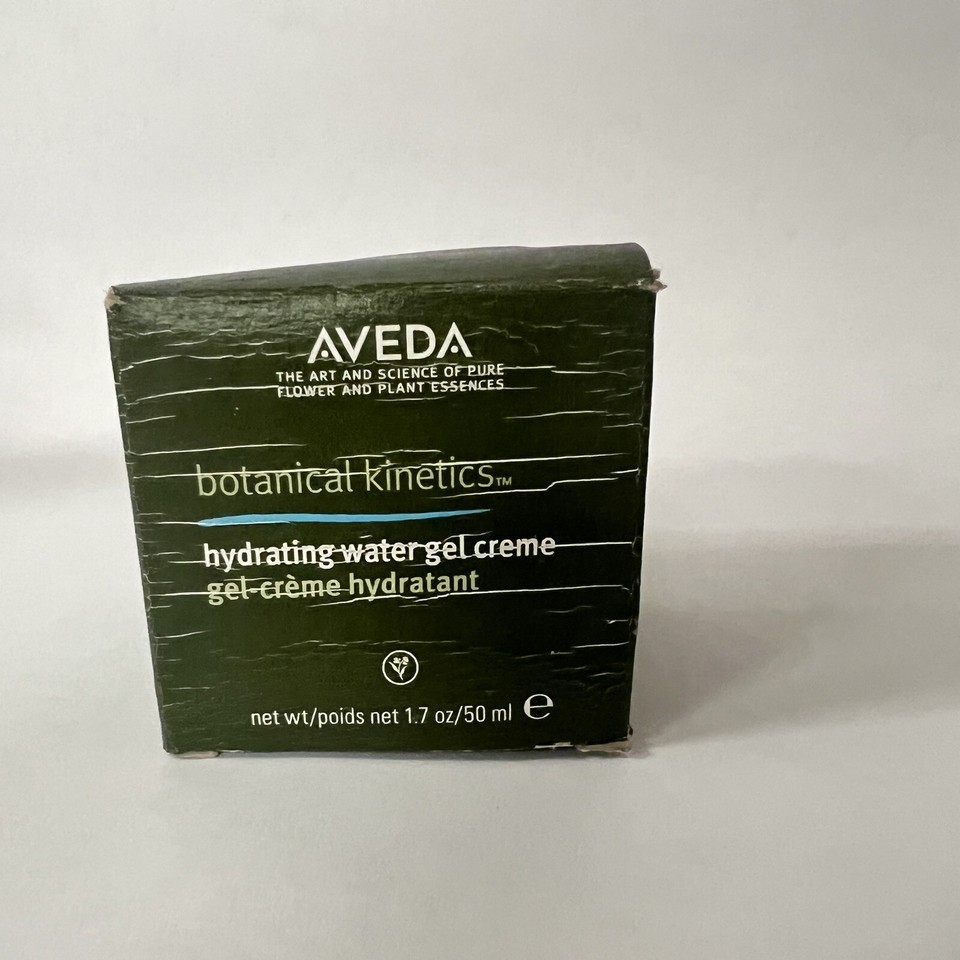 AVEDA
THE ART AND SCIENCE OF PURE
FLOWER AND PLANT ESSENCES
botanical kinetics™
hydrating water gel creme
gel-crème hydratant
net wt/poids net 1.7 oz/50 ml ℮